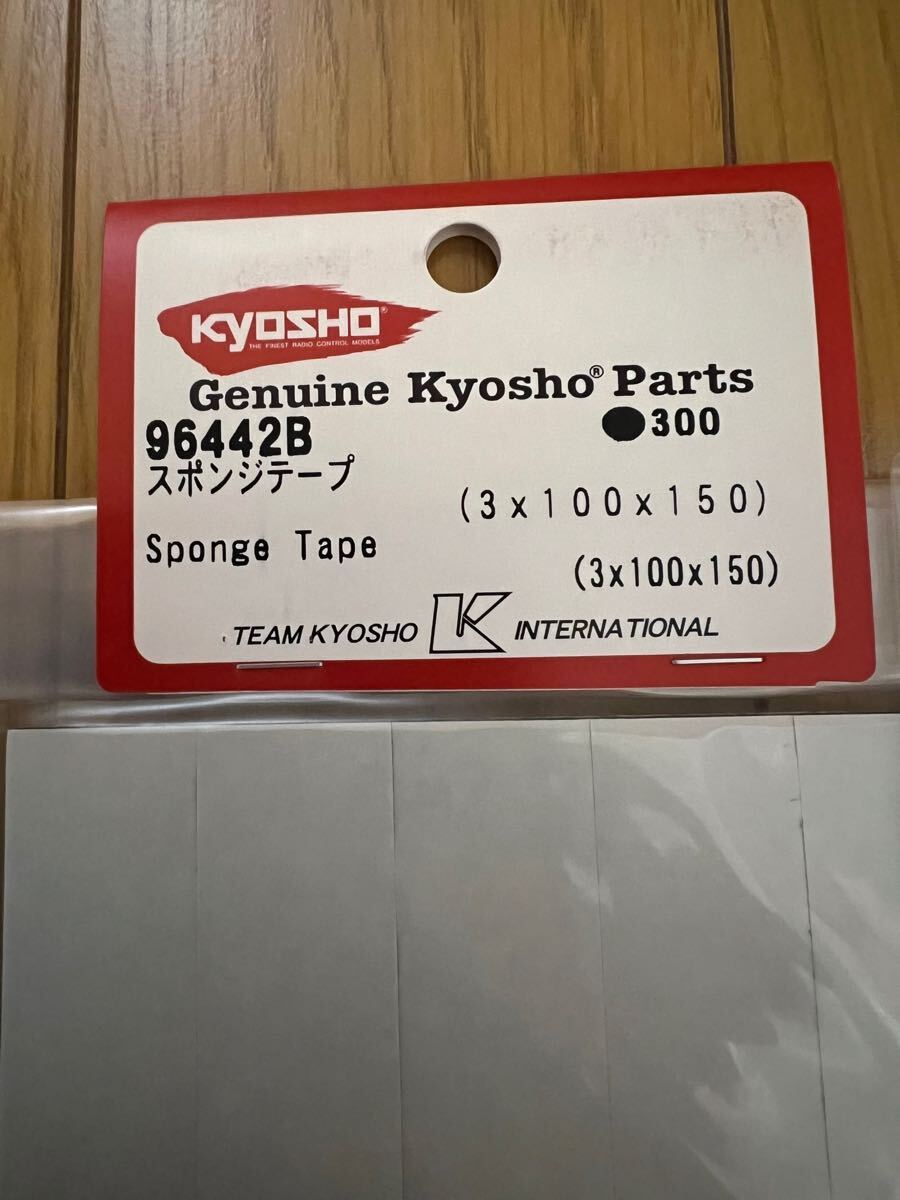 KYOSHO®
THE FINEST RADIO CONTROL MODELS
Genuine Kyosho® Parts
96442B ●300
スポンジテープ
(3x100x150)
Sponge Tape
(3x100x150)
TEAM KYOSHO K INTERNATIONAL